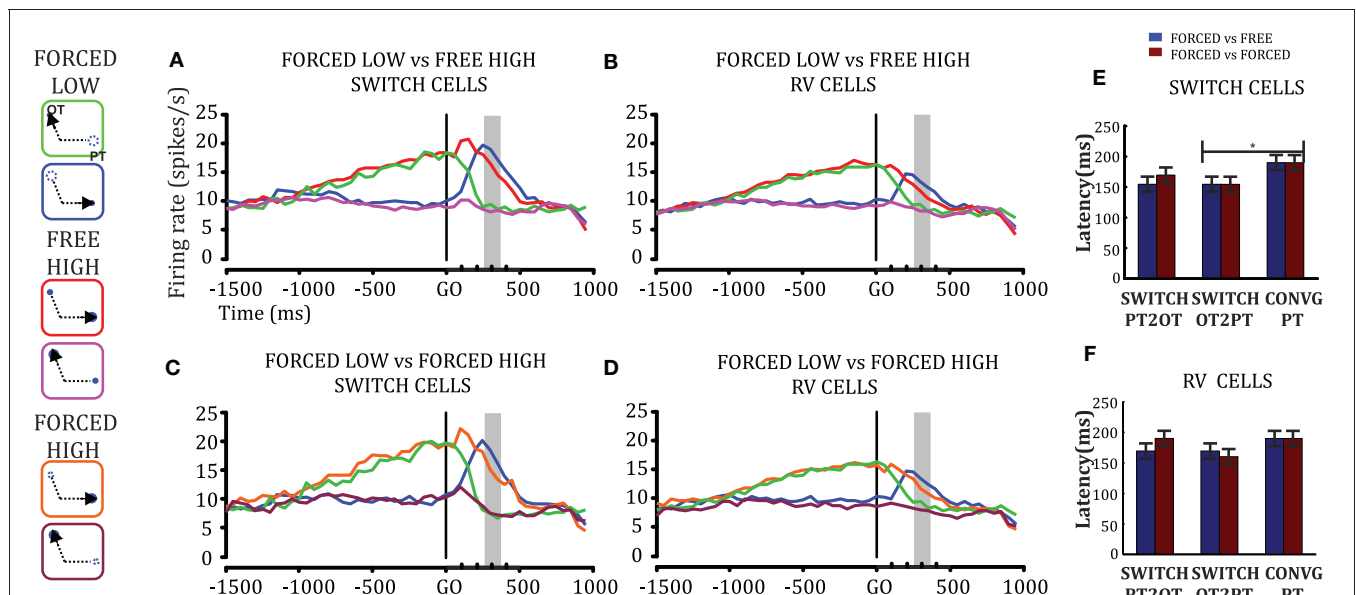 FORCED
LOW
OT
PT
FREE
HIGH
FORCED
HIGH
A
FORCED LOW vs FREE HIGH
SWITCH CELLS
Firing rate (spikes/s)
25
20
15
10
5
0
-1500 -1000 -500 GO 500 1000
Time (ms)
B
FORCED LOW vs FREE HIGH
RV CELLS
25
20
15
10
5
0
-1500 -1000 -500 GO 500 1000
C
FORCED LOW vs FORCED HIGH
SWITCH CELLS
25
20
15
10
5
0
-1500 -1000 -500 GO 500 1000
D
FORCED LOW vs FORCED HIGH
RV CELLS
25
20
15
10
5
0
-1500 -1000 -500 GO 500 1000
FORCED vs FREE
FORCED vs FORCED
E
SWITCH CELLS
Latency(ms)
250
200
150
100
50
0
*
SWITCH SWITCH CONVG
PT2OT OT2PT PT
F
RV CELLS
Latency(ms)
250
200
150
100
50
0
SWITCH SWITCH CONVG
PT2OT OT2PT PT